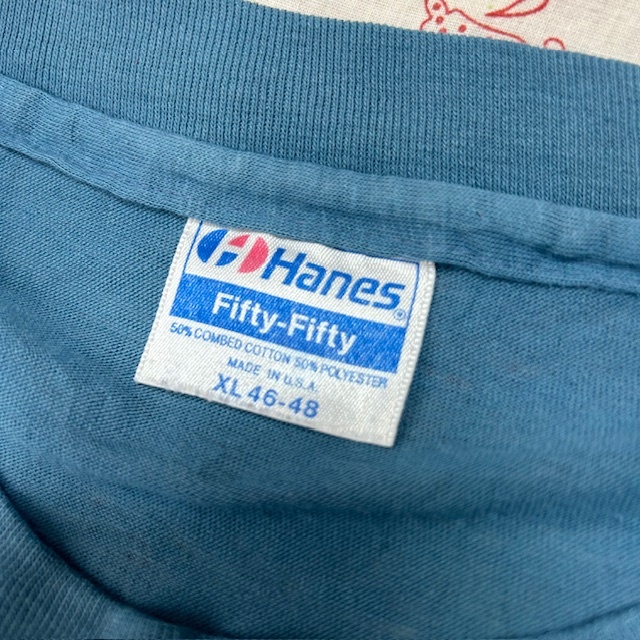 Hanes®
Fifty-Fifty
50% COMBED COTTON 50% POLYESTER
MADE IN U.S.A.
XL 46-48